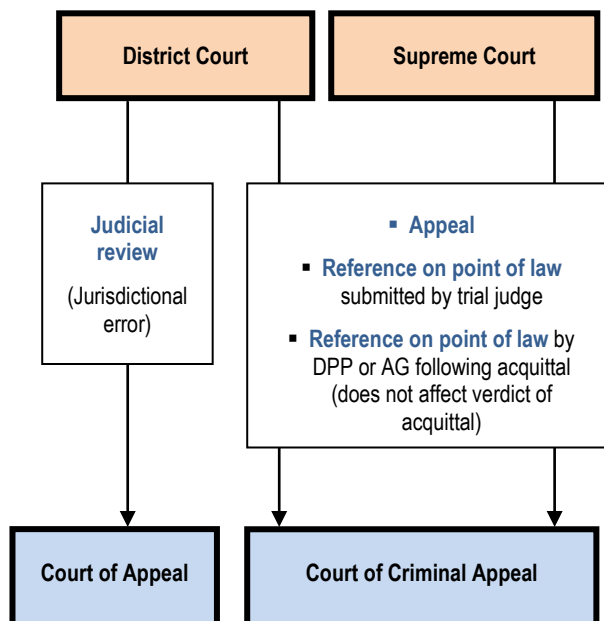 District Court
Supreme Court
Judicial
review
(Jurisdictional
error)
▪ Appeal
▪ Reference on point of law
submitted by trial judge
▪ Reference on point of law by
DPP or AG following acquittal
(does not affect verdict of
acquittal)
Court of Appeal
Court of Criminal Appeal